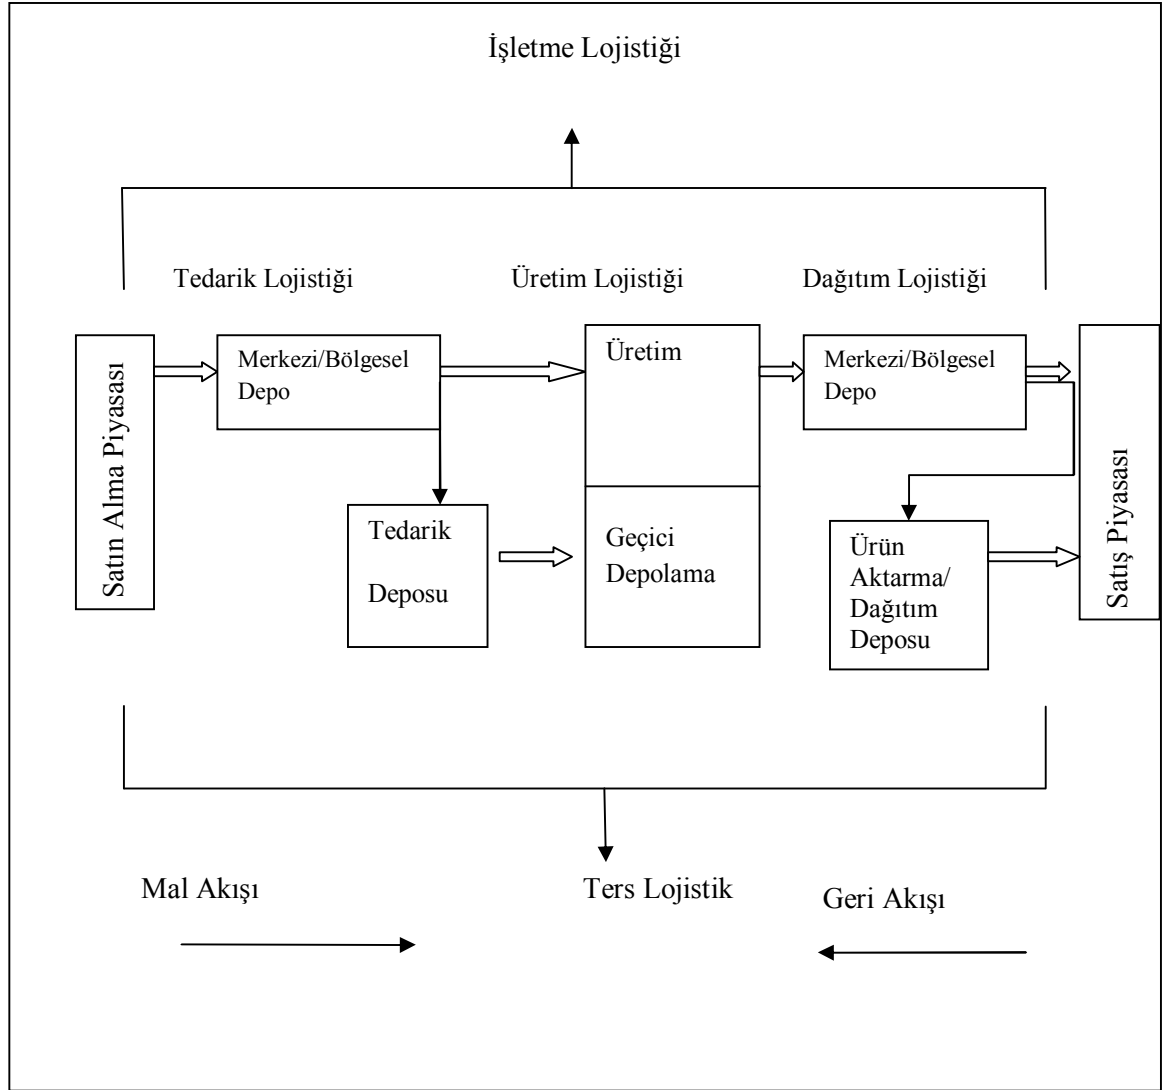 İşletme Lojistiği
Tedarik Lojistiği
Üretim Lojistiği
Dağıtım Lojistiği
Satın Alma Piyasası
Merkezi/Bölgesel
Depo
Tedarik
Deposu
Üretim
Geçici
Depolama
Merkezi/Bölgesel
Depo
Ürün
Aktarma/
Dağıtım
Deposu
Satış Piyasası
Mal Akışı
Ters Lojistik
Geri Akışı